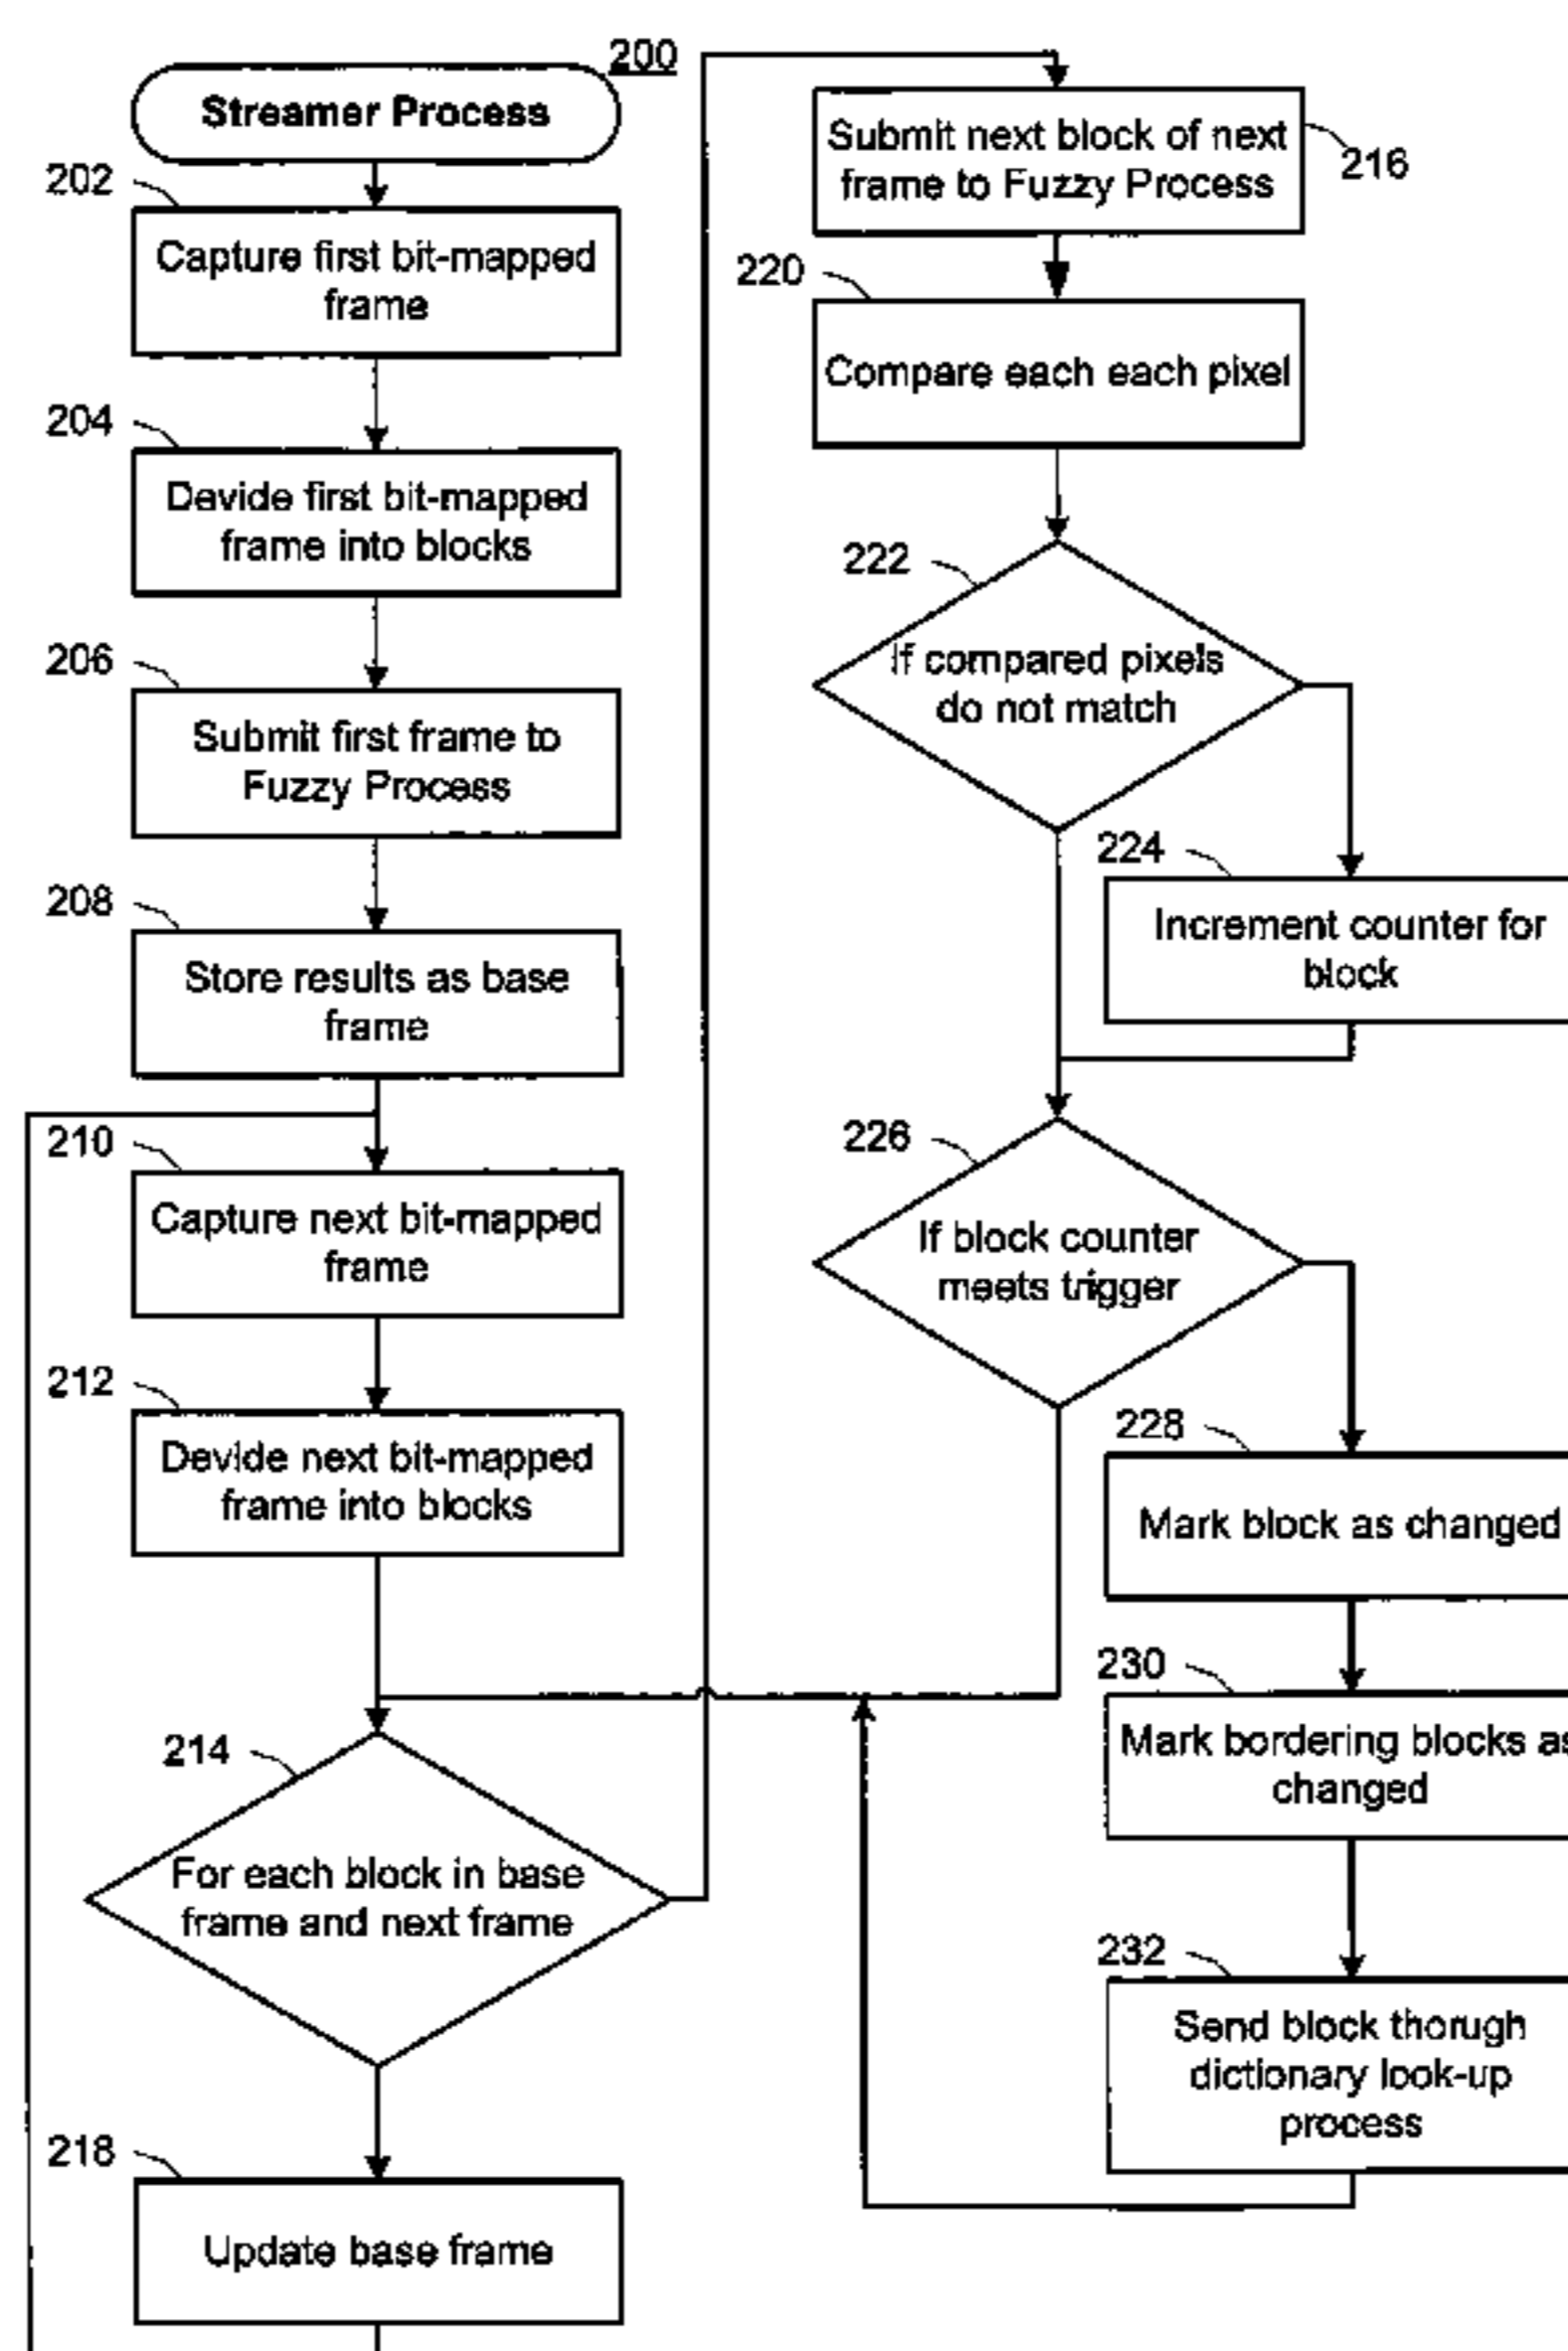 200
Streamer Process
202
Capture first bit-mapped
frame
204
Devide first bit-mapped
frame into blocks
206
Submit first frame to
Fuzzy Process
208
Store results as base
frame
210
Capture next bit-mapped
frame
212
Devide next bit-mapped
frame into blocks
214
For each block in base
frame and next frame
218
Update base frame
Submit next block of next
frame to Fuzzy Process
216
220
Compare each each pixel
222
If compared pixels
do not match
224
Increment counter for
block
226
If block counter
meets trigger
228
Mark block as changed
230
Mark bordering blocks as
changed
232
Send block thorugh
dictionary look-up
process